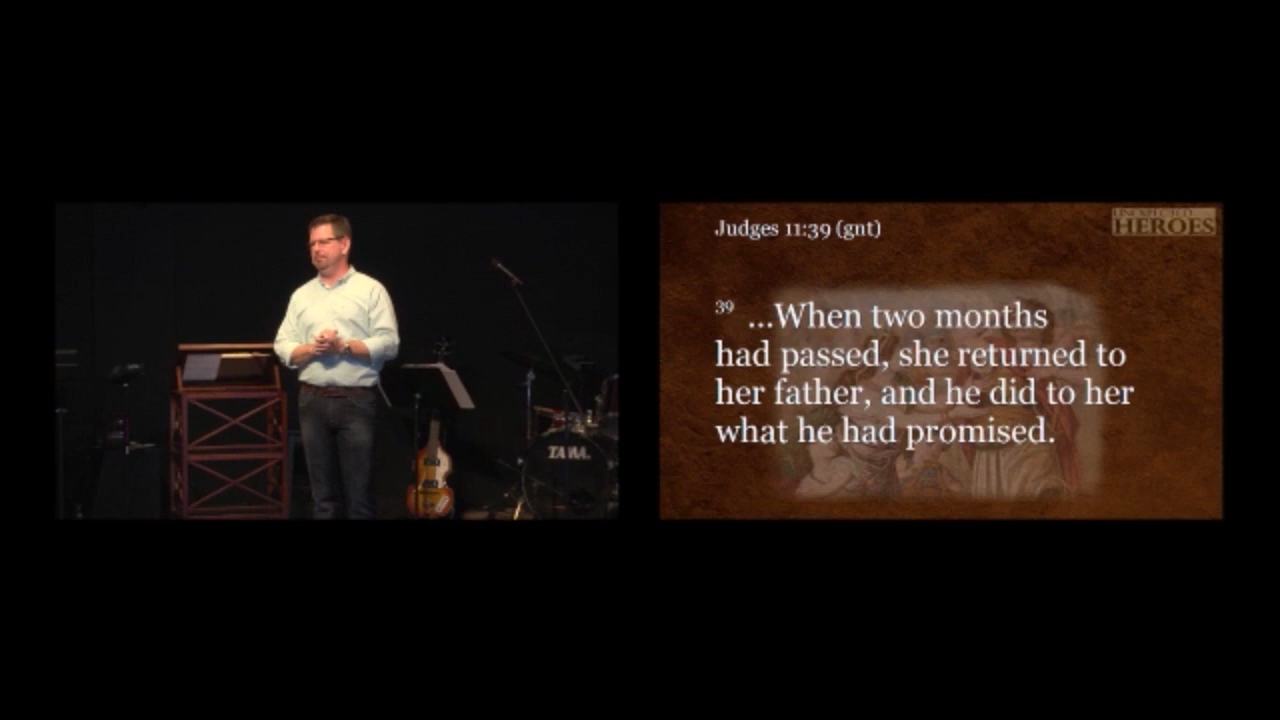 TAMA
Judges 11:39 (gnt)
UNEXPECTED
HEROES
39 ...When two months
had passed, she returned to
her father, and he did to her
what he had promised.